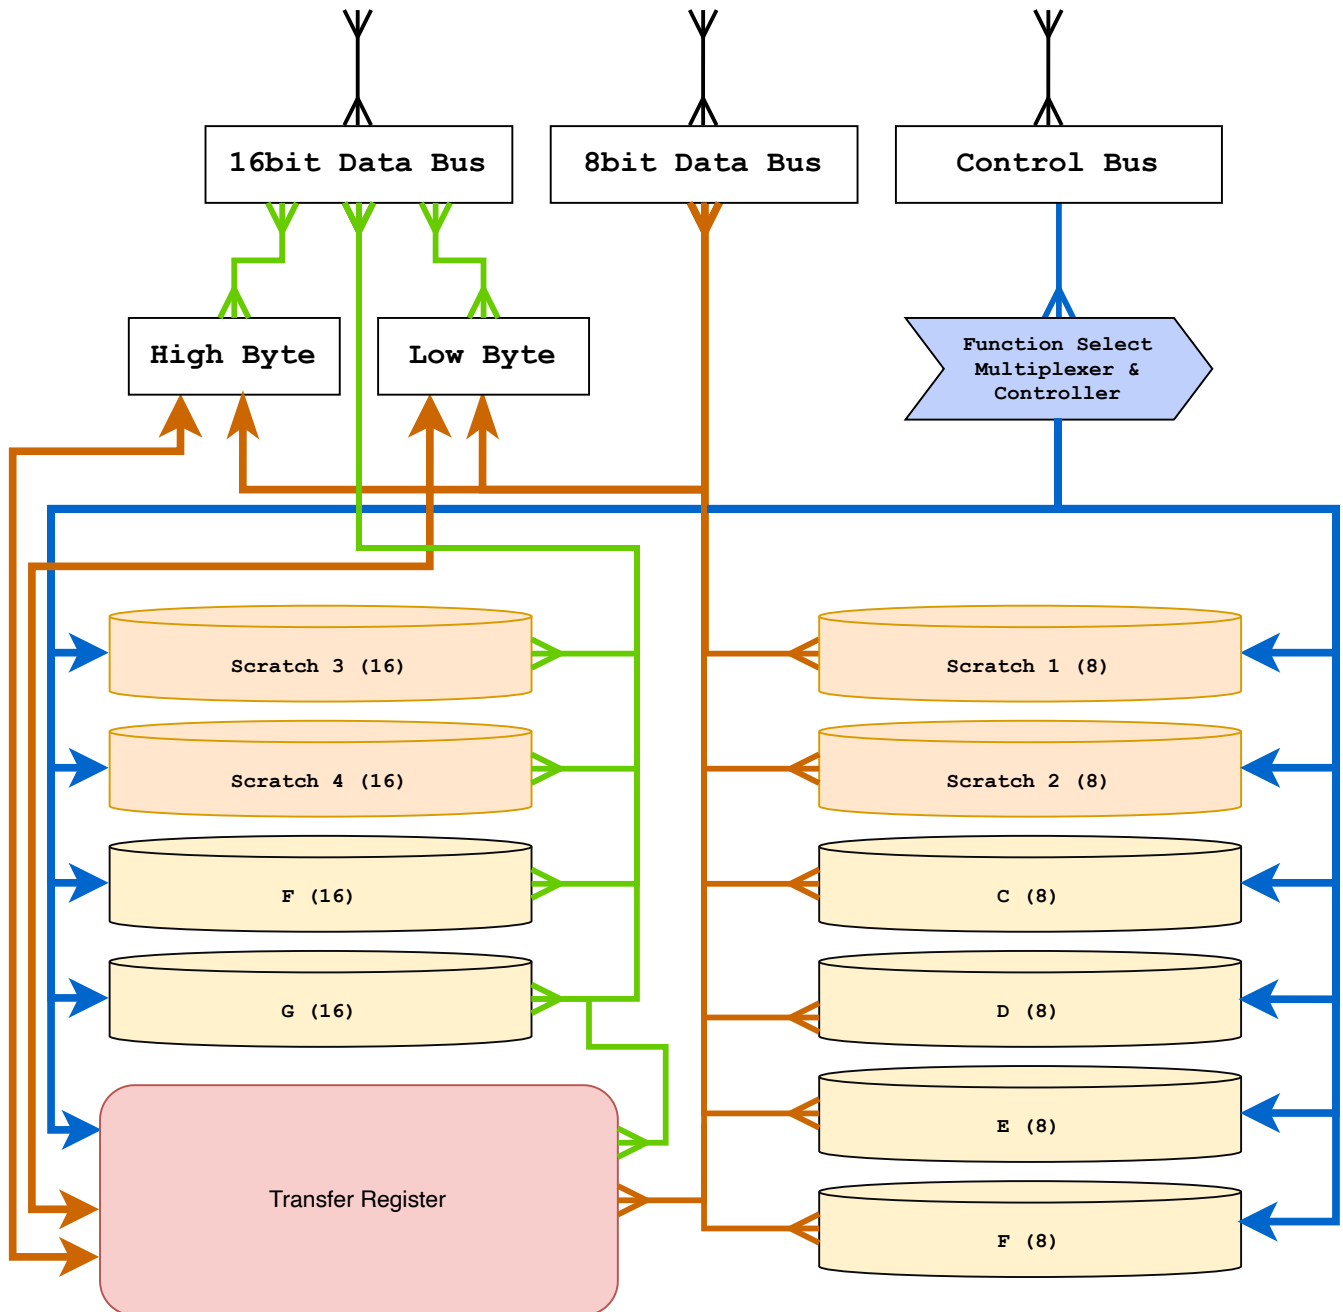 16bit Data Bus
8bit Data Bus
Control Bus
High Byte
Low Byte
Function Select
Multiplexer &
Controller
Scratch 3 (16)
Scratch 1 (8)
Scratch 4 (16)
Scratch 2 (8)
F (16)
C (8)
G (16)
D (8)
E (8)
Transfer Register
F (8)